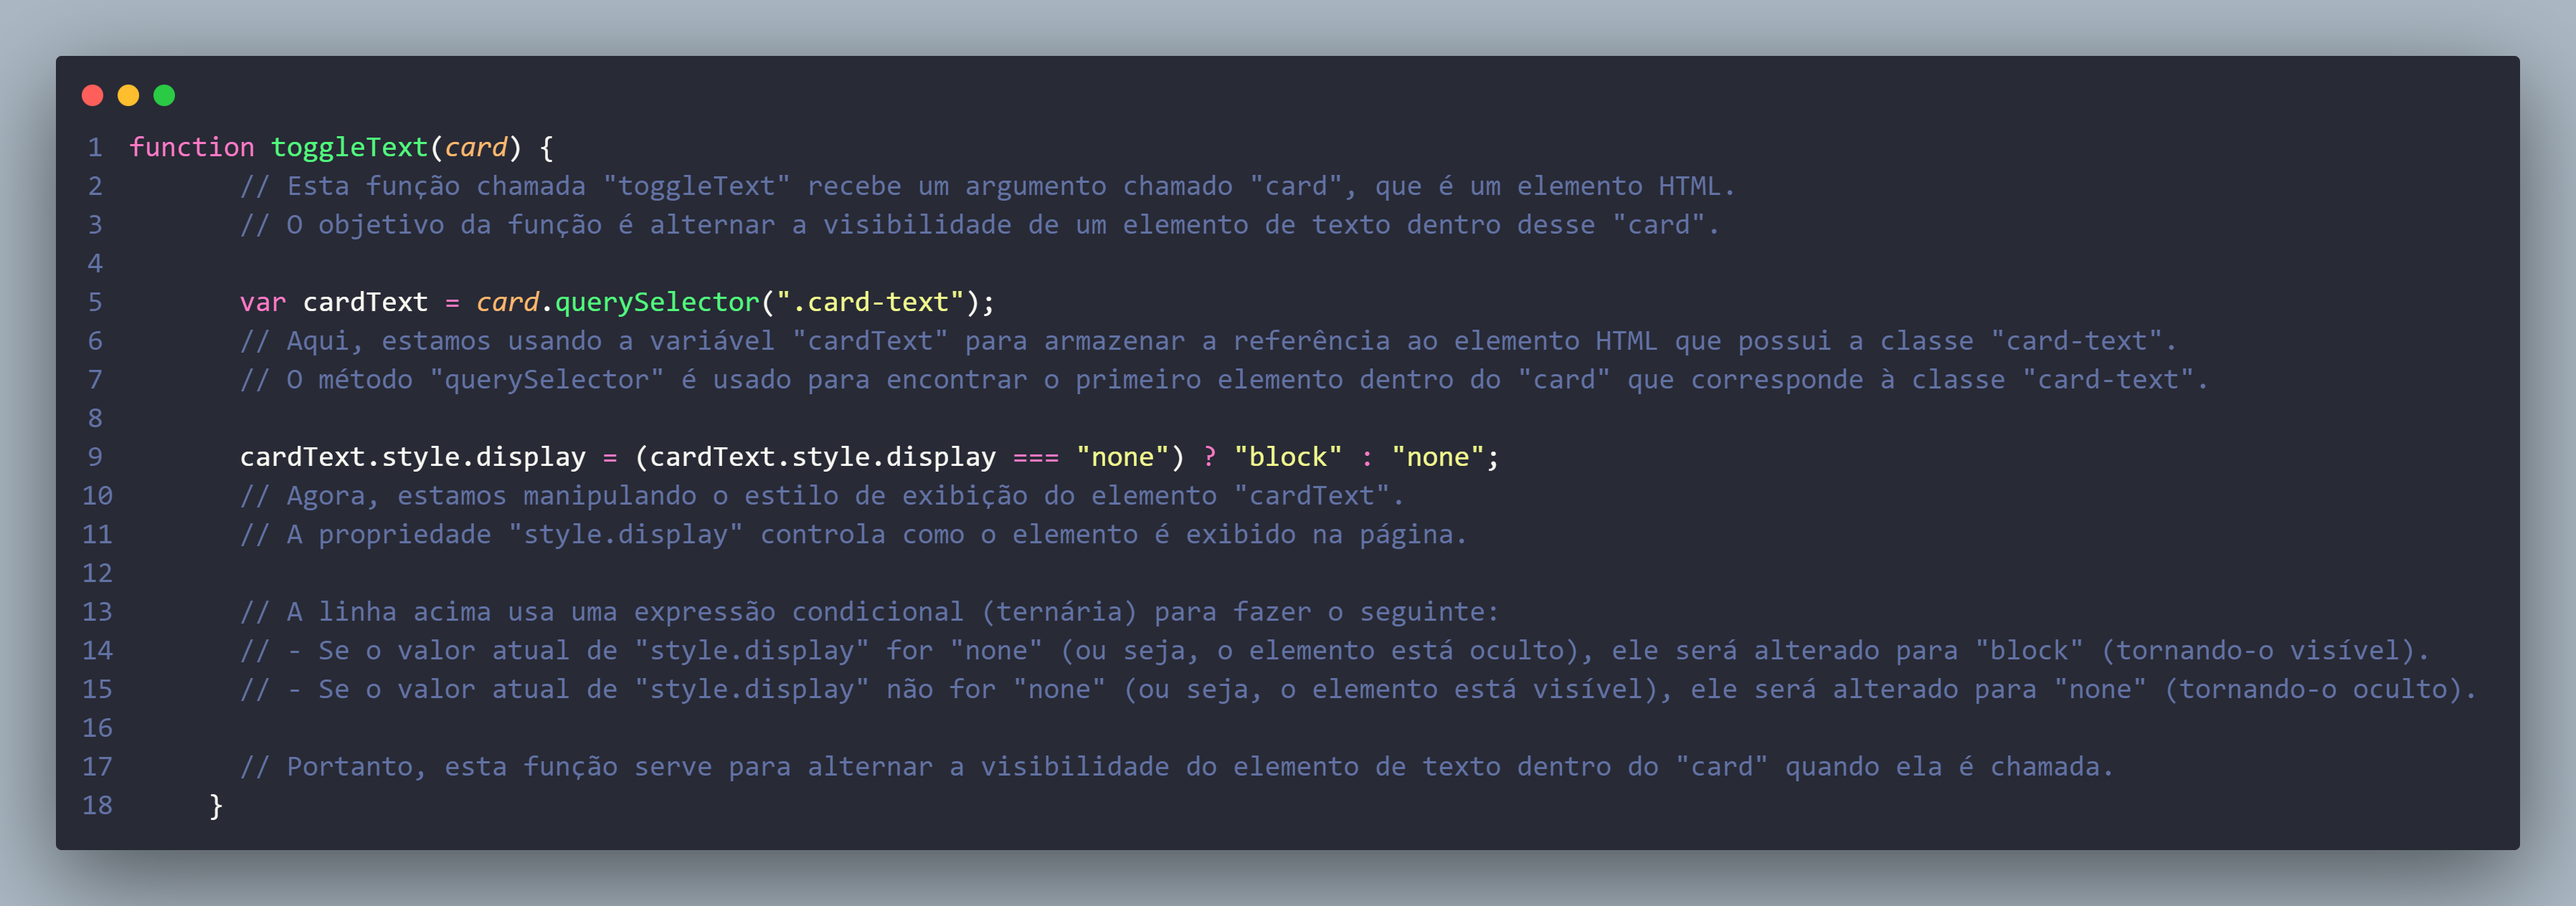 1 function toggleText(card) {
2 // Esta função chamada "toggleText" recebe um argumento chamado "card", que é um elemento HTML.
3 // O objetivo da função é alternar a visibilidade de um elemento de texto dentro desse "card".
4
5 var cardText = card.querySelector(".card-text");
6 // Aqui, estamos usando a variável "cardText" para armazenar a referência ao elemento HTML que possui a classe "card-text".
7 // O método "querySelector" é usado para encontrar o primeiro elemento dentro do "card" que corresponde à classe "card-text".
8
9 cardText.style.display = (cardText.style.display === "none") ? "block" : "none";
10 // Agora, estamos manipulando o estilo de exibição do elemento "cardText".
11 // A propriedade "style.display" controla como o elemento é exibido na página.
12
13 // A linha acima usa uma expressão condicional (ternária) para fazer o seguinte:
14 // - Se o valor atual de "style.display" for "none" (ou seja, o elemento está oculto), ele será alterado para "block" (tornando-o visível).
15 // - Se o valor atual de "style.display" não for "none" (ou seja, o elemento está visível), ele será alterado para "none" (tornando-o oculto).
16
17 // Portanto, esta função serve para alternar a visibilidade do elemento de texto dentro do "card" quando ela é chamada.
18 }